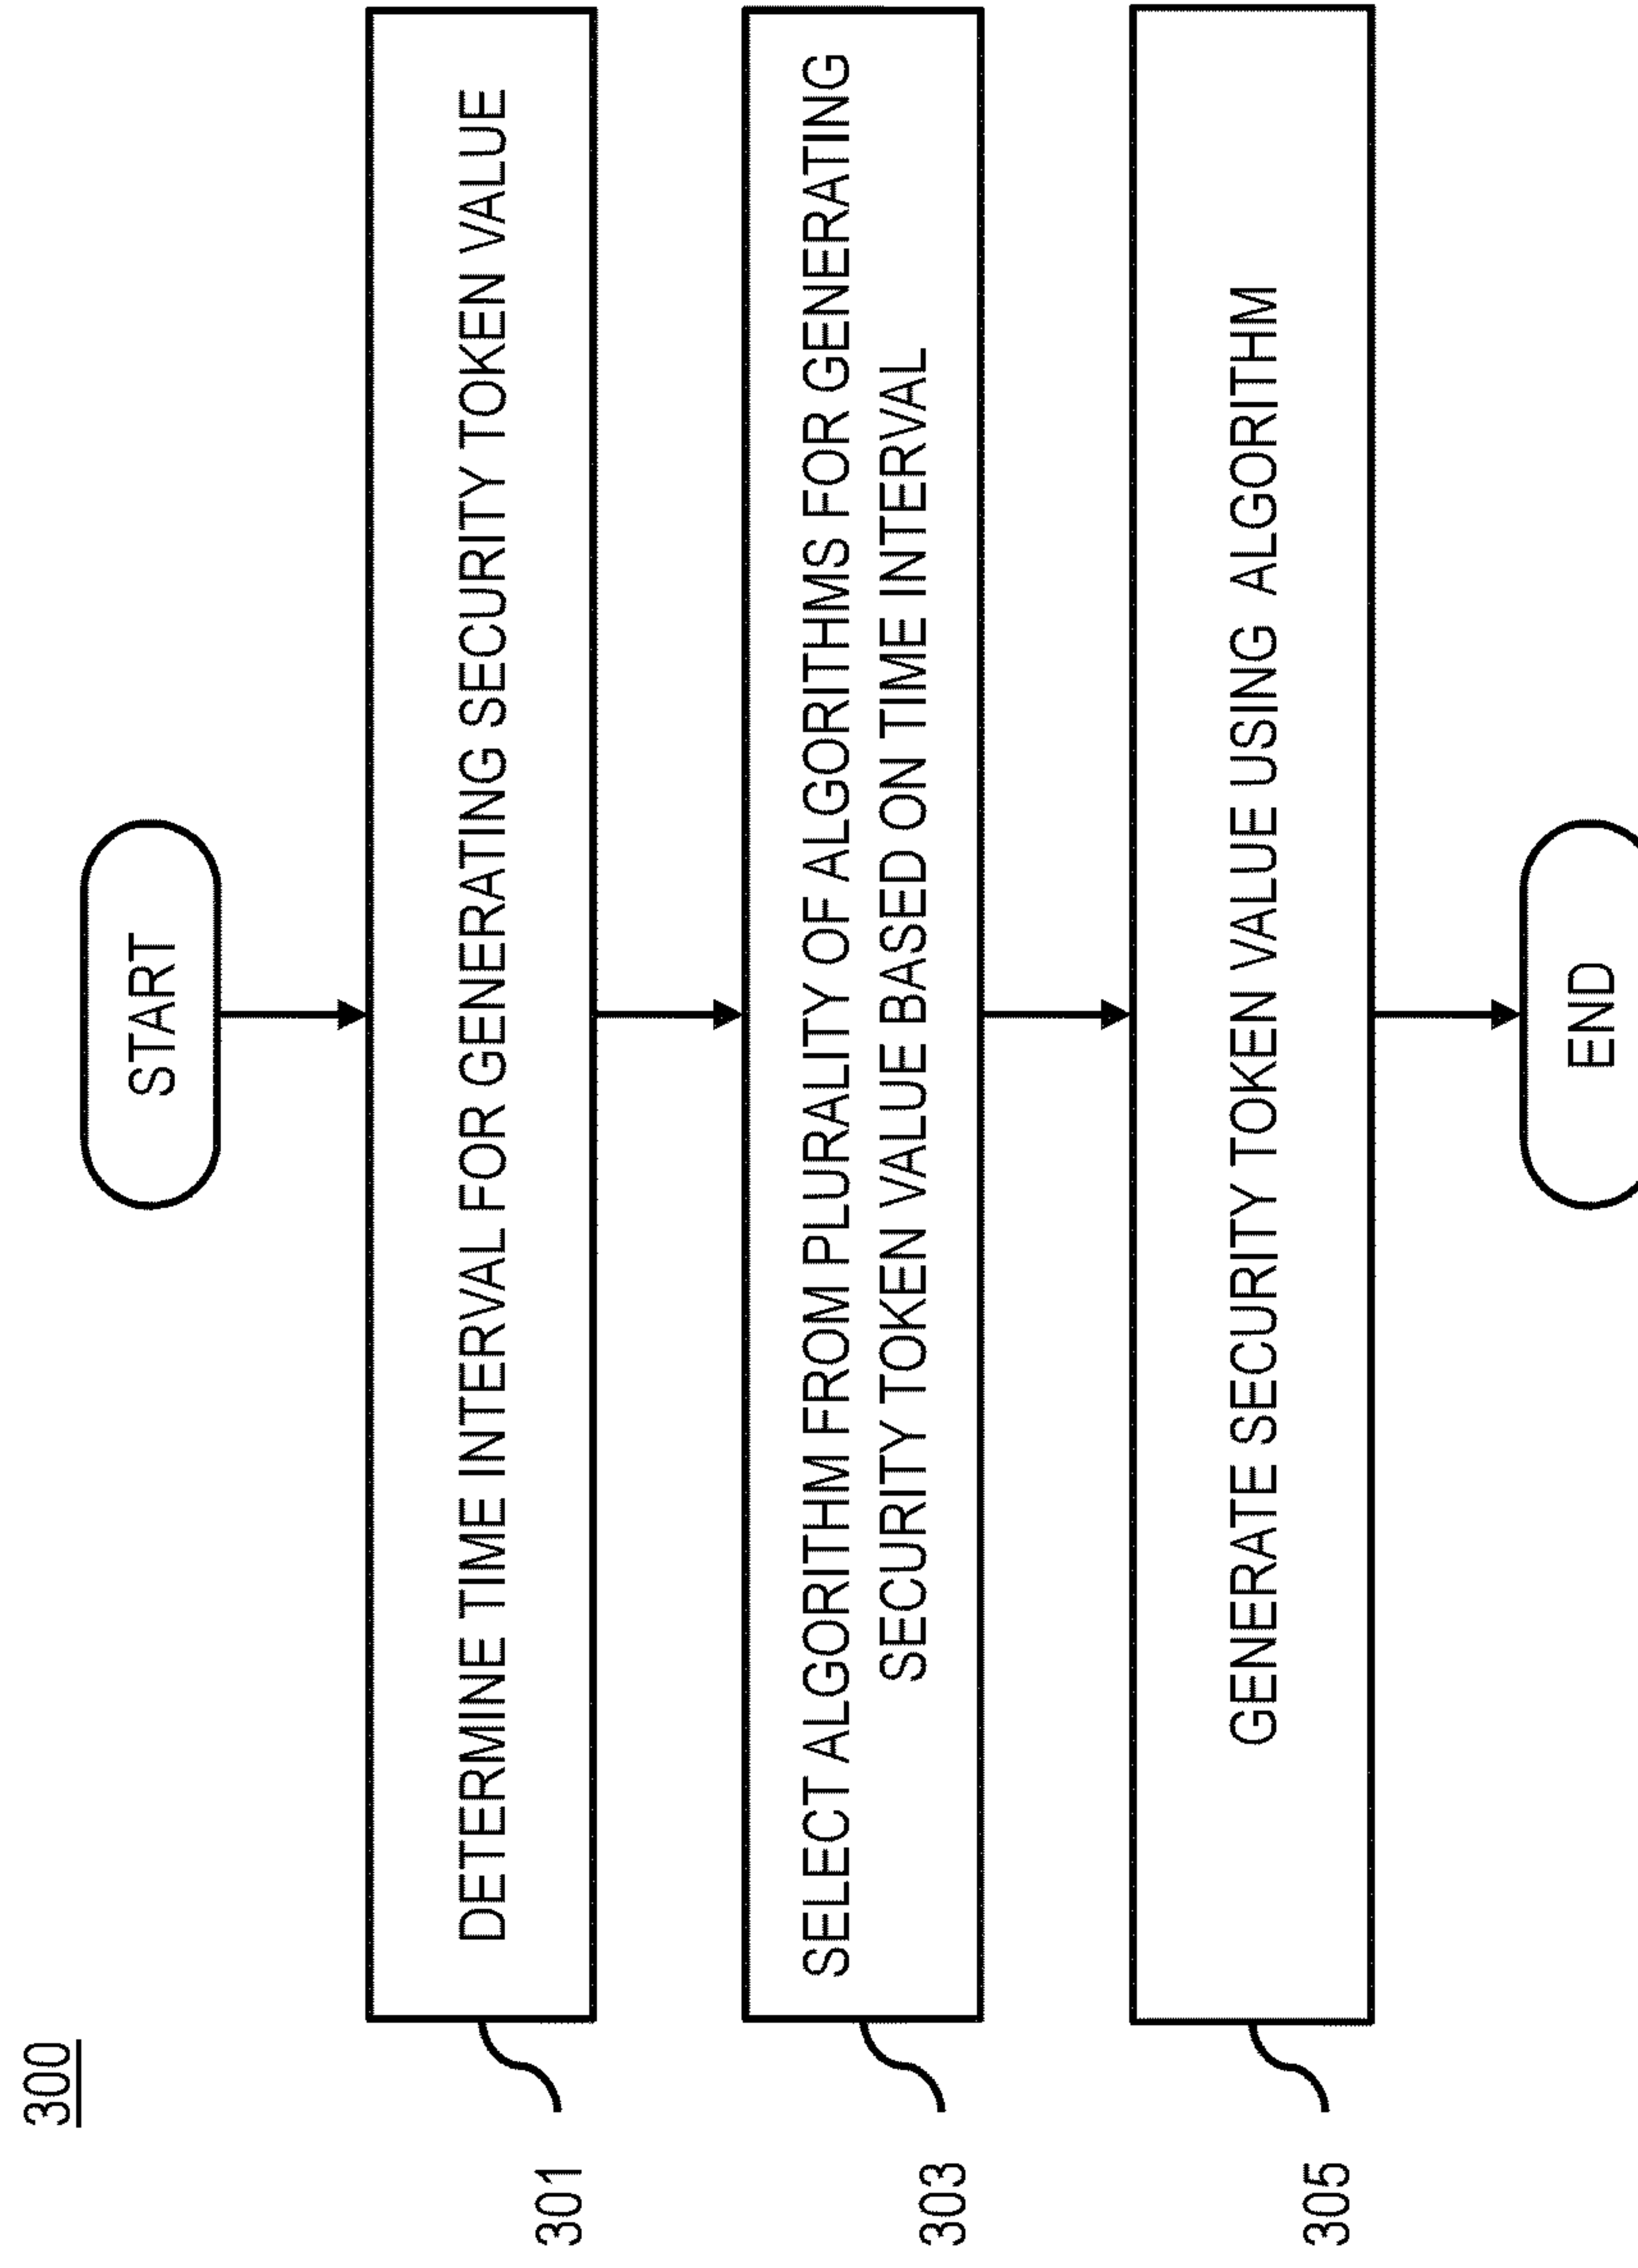 300
START
DETERMINE TIME INTERVAL FOR GENERATING SECURITY TOKEN VALUE
301
SELECT ALGORITHM FROM PLURALITY OF ALGORITHMS FOR GENERATING
SECURITY TOKEN VALUE BASED ON TIME INTERVAL
303
GENERATE SECURITY TOKEN VALUE USING ALGORITHM
305
END